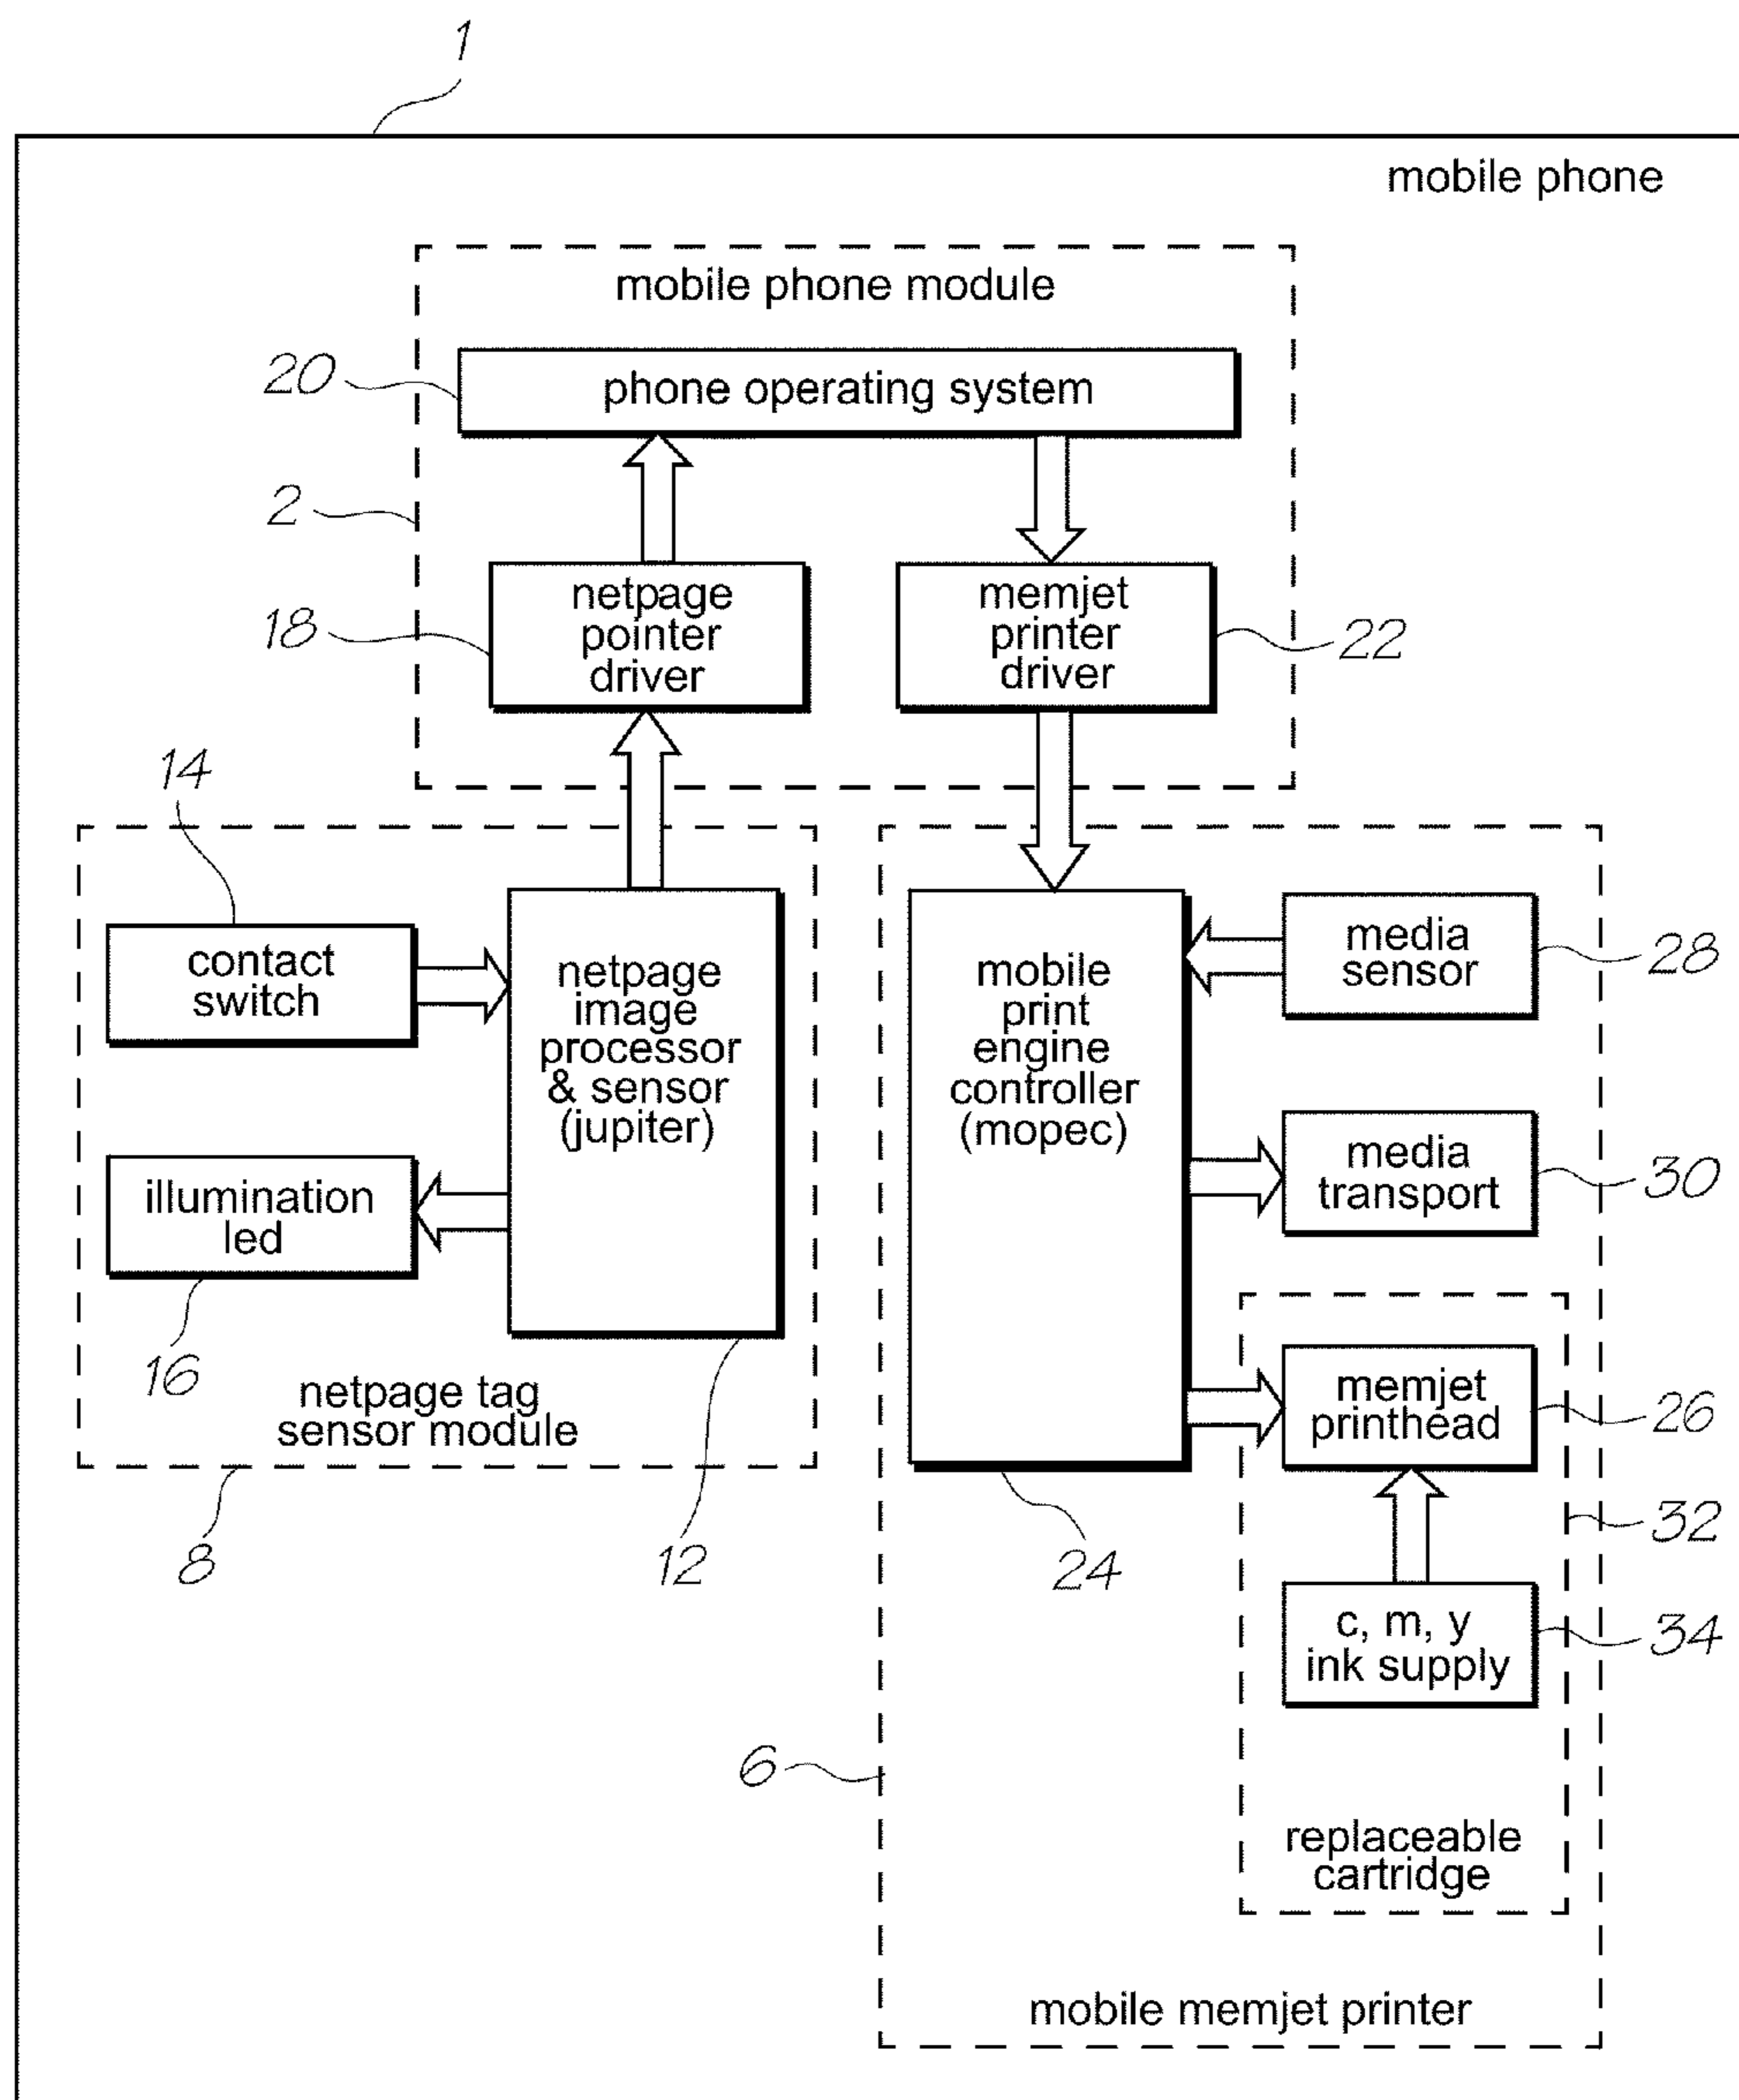 1
mobile phone
mobile phone module
20
phone operating system
2
netpage
pointer
driver
18
memjet
printer
driver
22
14
contact
switch
netpage
image
processor
& sensor
(jupiter)
illumination
led
16
netpage tag
sensor module
8
12
mobile
print
engine
controller
(mopec)
media
sensor
28
media
transport
30
memjet
printhead
26
32
24
c, m, y
ink supply
34
6
replaceable
cartridge
mobile memjet printer